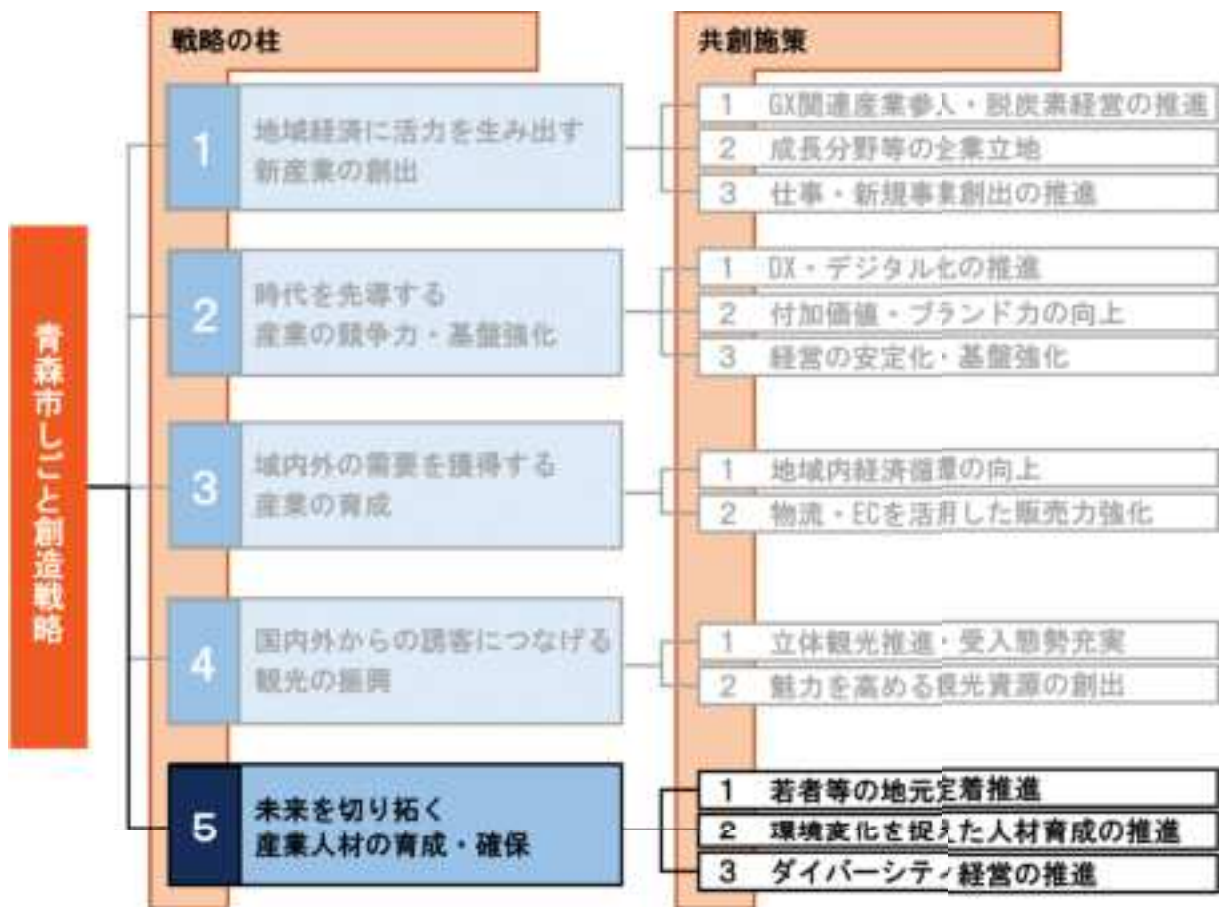 青森市しごと創造戦略
戦略の柱
共創施策
1
地域経済に活力を生み出す
新産業の創出
1 GX関連産業参入・脱炭素経営の推進
2 成長分野等の企業立地
3 仕事・新規事業創出の推進
2
時代を先導する
産業の競争力・基盤強化
1 DX・デジタル化の推進
2 付加価値・ブランド力の向上
3 経営の安定化・基盤強化
3
域内外の需要を獲得する
産業の育成
1 地域内経済循環の向上
2 物流・ECを活用した販売力強化
4
国内外からの誘客につなげる
観光の振興
1 立体観光推進・受入態勢充実
2 魅力を高める観光資源の創出
5
未来を切り拓く
産業人材の育成・確保
1 若者等の地元定着推進
2 環境変化を捉えた人材育成の推進
3 ダイバーシティ経営の推進